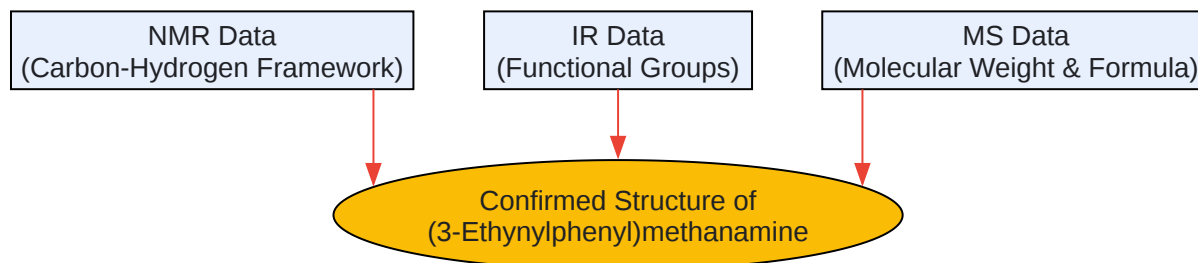 NMR Data
(Carbon-Hydrogen Framework)
IR Data
(Functional Groups)
MS Data
(Molecular Weight & Formula)
Confirmed Structure of
(3-Ethynylphenyl)methanamine